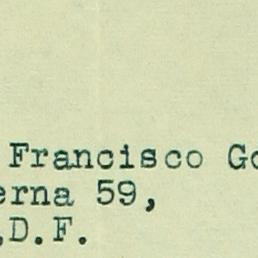 Francisco Go
erna 59,
,D.F.